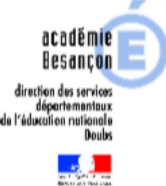 académie
Besançon
direction des services
départementaux
de l'éducation nationale
Doubs